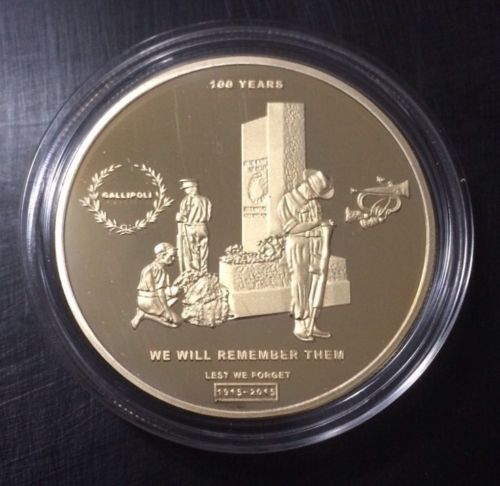 100 YEARS
GALLIPOLI
WE WILL REMEMBER THEM
LEST WE FORGET
1915-2015